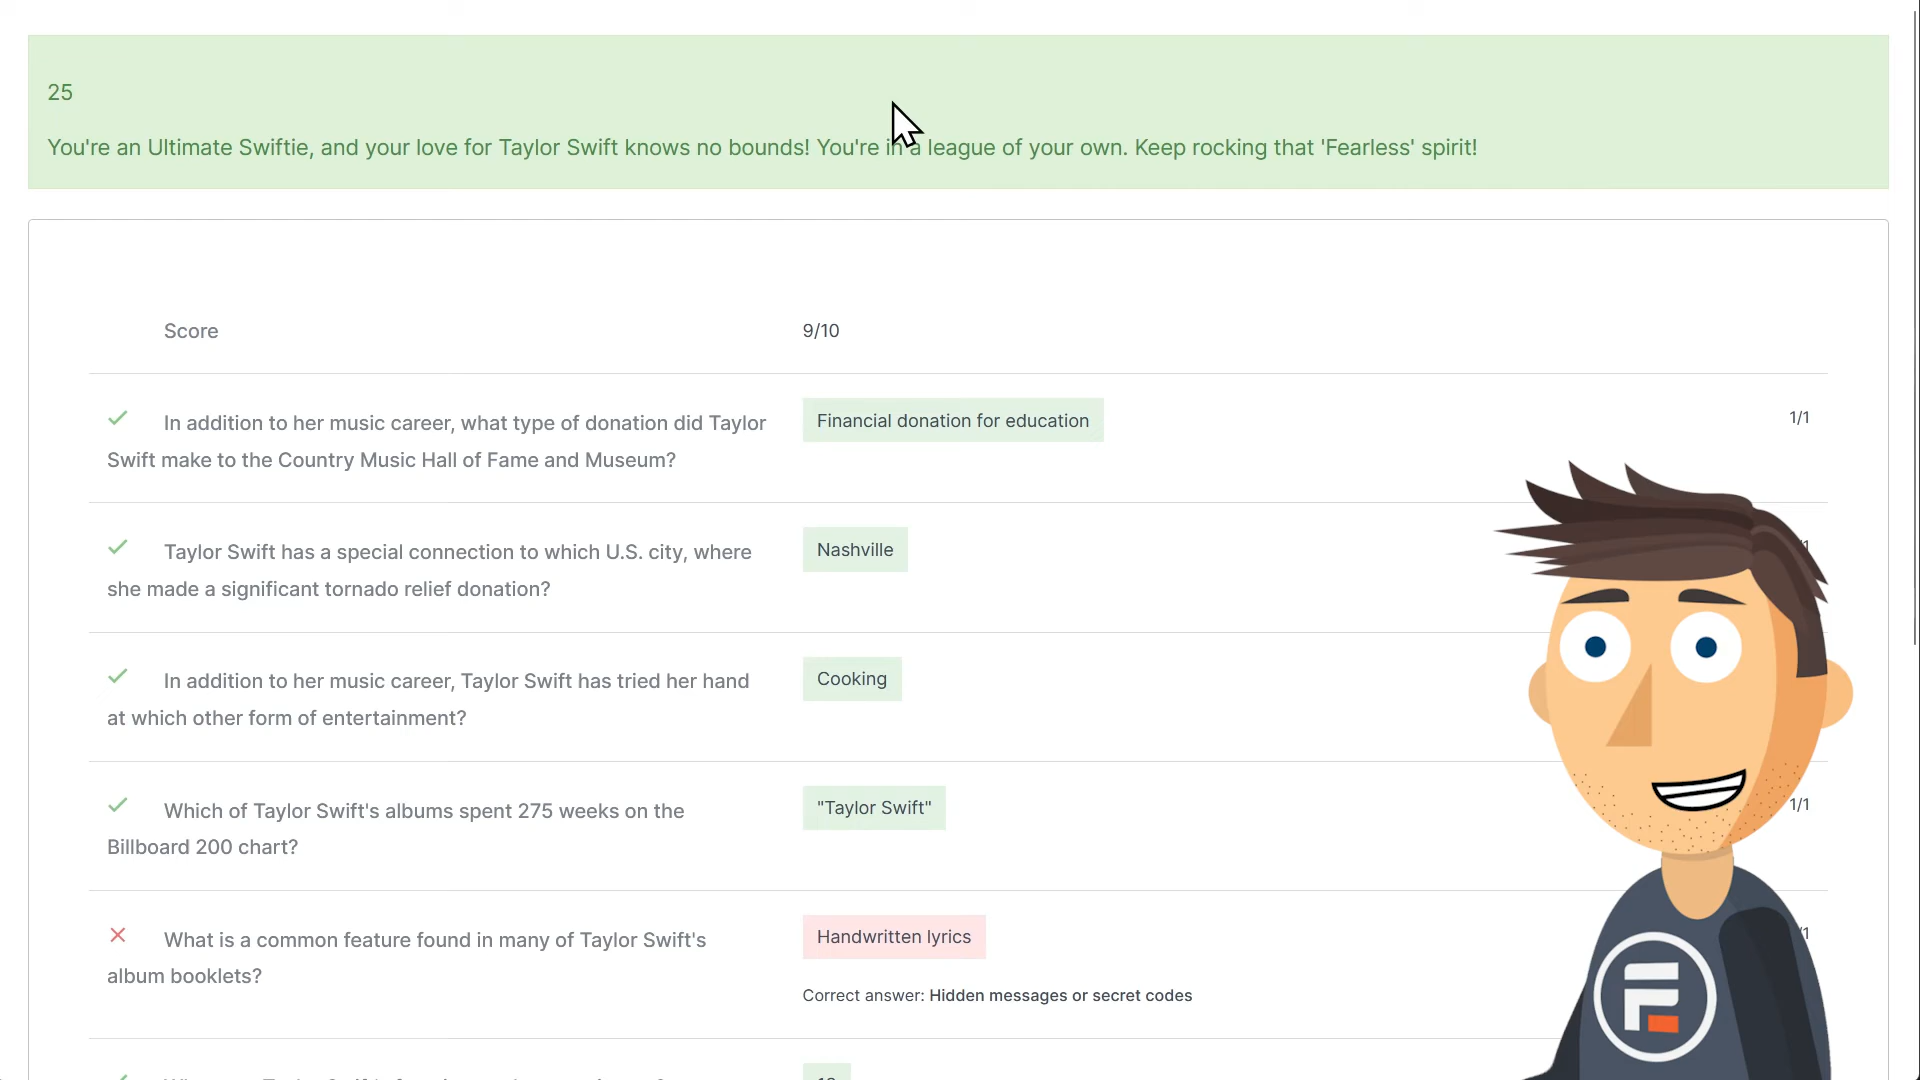 25
You're an Ultimate Swiftie, and your love for Taylor Swift knows no bounds! You're in a league of your own. Keep rocking that 'Fearless' spirit!
Score 9/10
In addition to her music career, what type of donation did Taylor
Swift make to the Country Music Hall of Fame and Museum?
Financial donation for education
1/1
Taylor Swift has a special connection to which U.S. city, where
she made a significant tornado relief donation?
Nashville
In addition to her music career, Taylor Swift has tried her hand
at which other form of entertainment?
Cooking
Which of Taylor Swift's albums spent 275 weeks on the
Billboard 200 chart?
"Taylor Swift"
1/1
What is a common feature found in many of Taylor Swift's
album booklets?
Handwritten lyrics
Correct answer: Hidden messages or secret codes